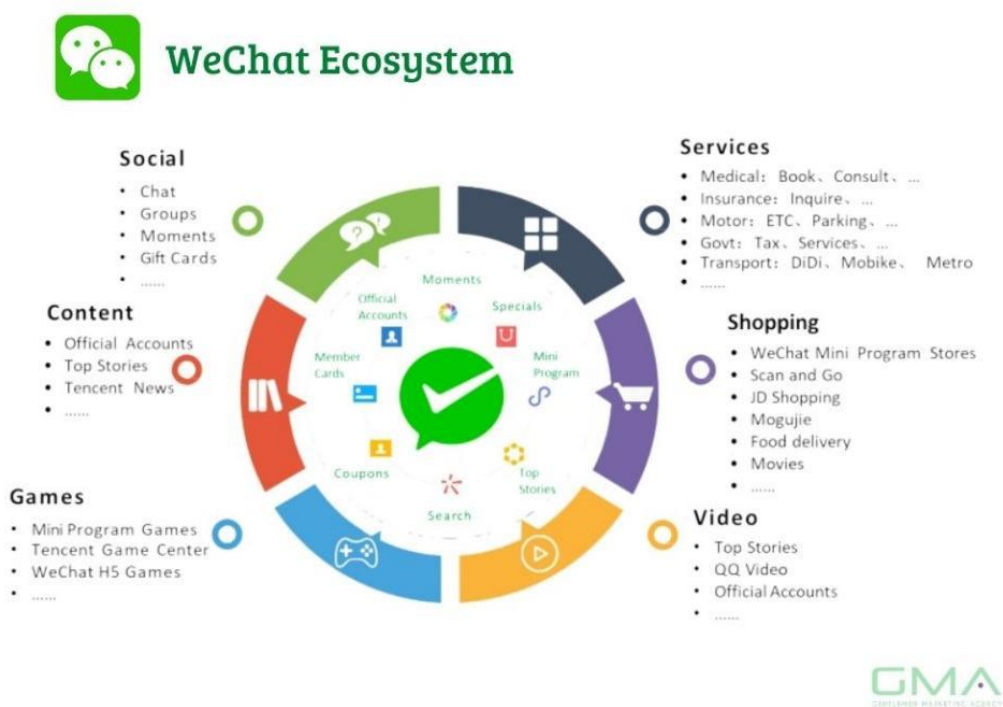 WeChat Ecosystem
Social
• Chat
• Groups
• Moments
• Gift Cards
• ......
Content
• Official Accounts
• Top Stories
• Tencent News
• ......
Games
• Mini Program Games
• Tencent Game Center
• WeChat H5 Games
• ......
Moments
Official
Accounts
Specials
Member
Cards
Mini
Program
Coupons
Top
Stories
Search
Services
• Medical：Book、Consult、...
• Insurance：Inquire、...
• Motor：ETC、Parking、...
• Govt：Tax、Services、...
• Transport：DiDi、Mobike、 Metro
• ......
Shopping
• WeChat Mini Program Stores
• Scan and Go
• JD Shopping
• Mogujie
• Food delivery
• Movies
• ......
Video
• Top Stories
• QQ Video
• Official Accounts
• ......
GMA
GENTLEMEN MARKETING AGENCY